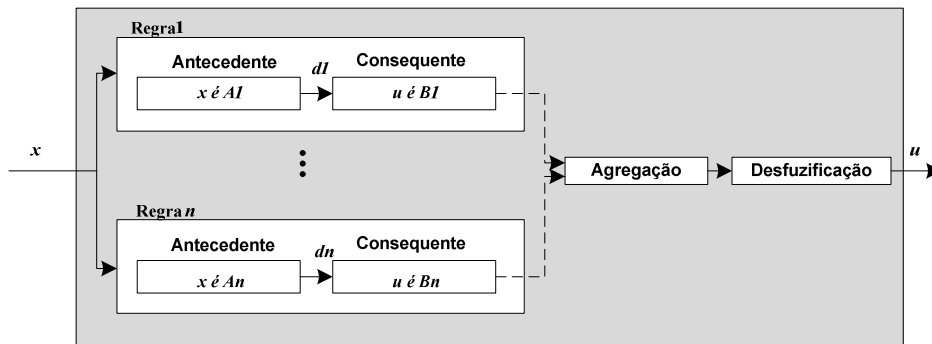 Regra1
Antecedente
d1
Consequente
x é A1
u é B1
x
Agregação
Desfuzificação
u
Regra n
Antecedente
dn
Consequente
x é An
u é Bn